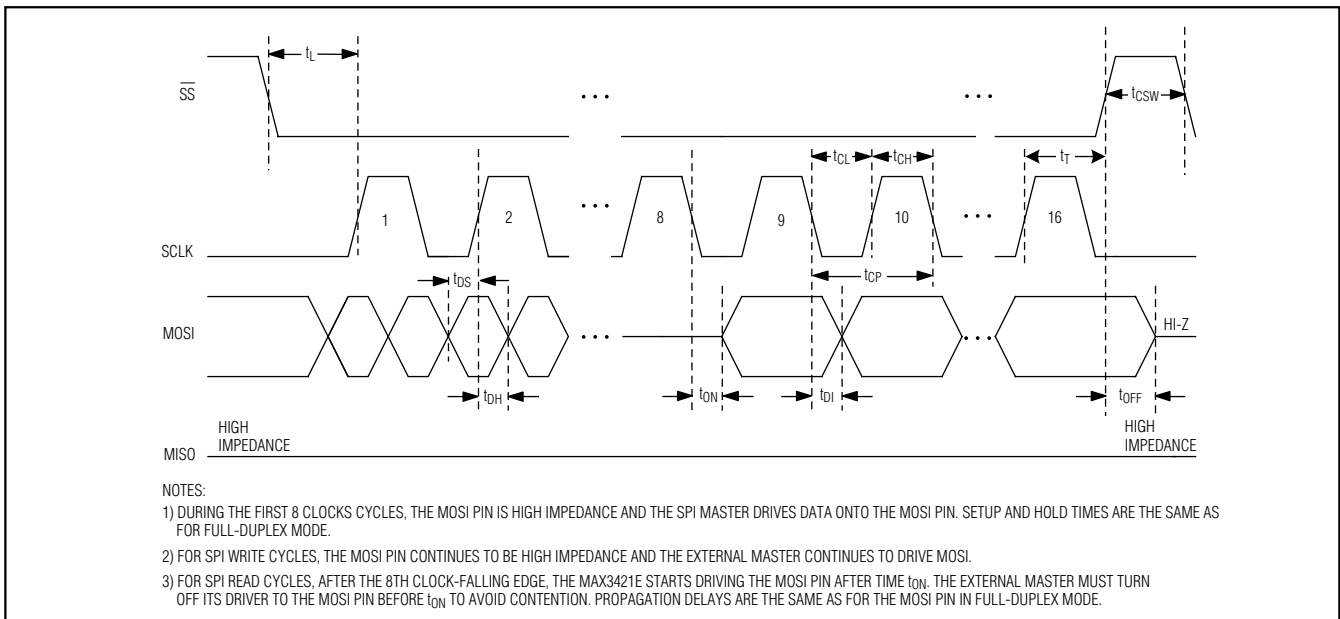 tL
SS
• • •
• • •
tCSW
tCL
tCH
tT
1
2
• • •
8
9
10
• • •
16
SCLK
tDS
tCP
MOSI
• • •
• • •
HI-Z
tDH
tON
tDI
tOFF
HIGH
IMPEDANCE
HIGH
IMPEDANCE
MISO
NOTES:
1) DURING THE FIRST 8 CLOCKS CYCLES, THE MOSI PIN IS HIGH IMPEDANCE AND THE SPI MASTER DRIVES DATA ONTO THE MOSI PIN. SETUP AND HOLD TIMES ARE THE SAME AS
FOR FULL-DUPLEX MODE.
2) FOR SPI WRITE CYCLES, THE MOSI PIN CONTINUES TO BE HIGH IMPEDANCE AND THE EXTERNAL MASTER CONTINUES TO DRIVE MOSI.
3) FOR SPI READ CYCLES, AFTER THE 8TH CLOCK-FALLING EDGE, THE MAX3421E STARTS DRIVING THE MOSI PIN AFTER TIME tON. THE EXTERNAL MASTER MUST TURN
OFF ITS DRIVER TO THE MOSI PIN BEFORE tON TO AVOID CONTENTION. PROPAGATION DELAYS ARE THE SAME AS FOR THE MOSI PIN IN FULL-DUPLEX MODE.